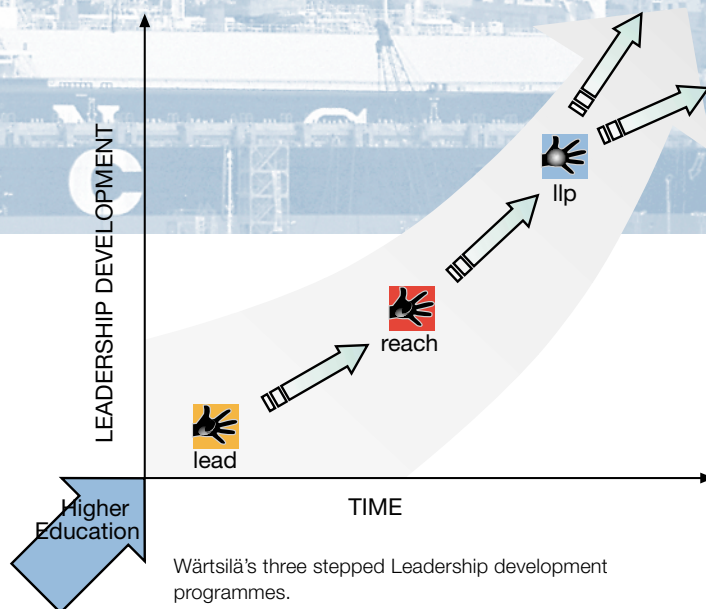 LEADERSHIP DEVELOPMENT
llp
reach
lead
TIME
Higher
Education
Wärtsilä’s three stepped Leadership development
programmes.
C